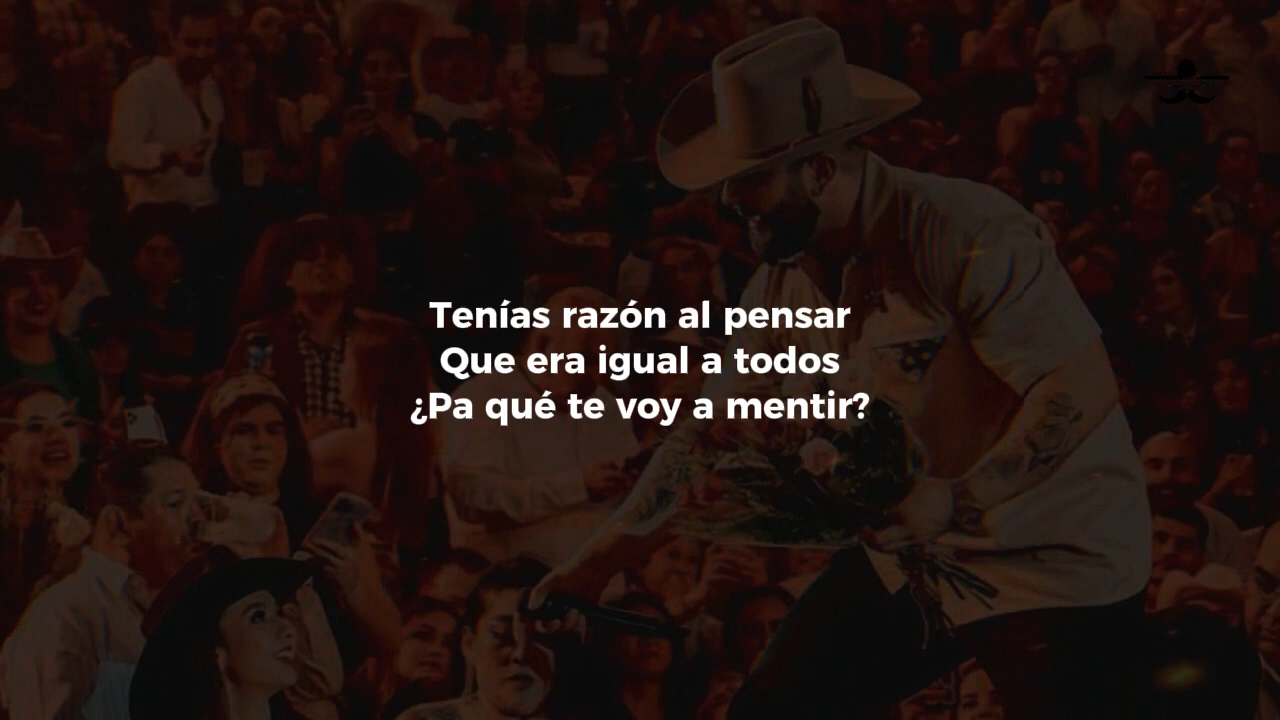 Tenías razón al pensar
Que era igual a todos
¿Pa qué te voy a mentir?